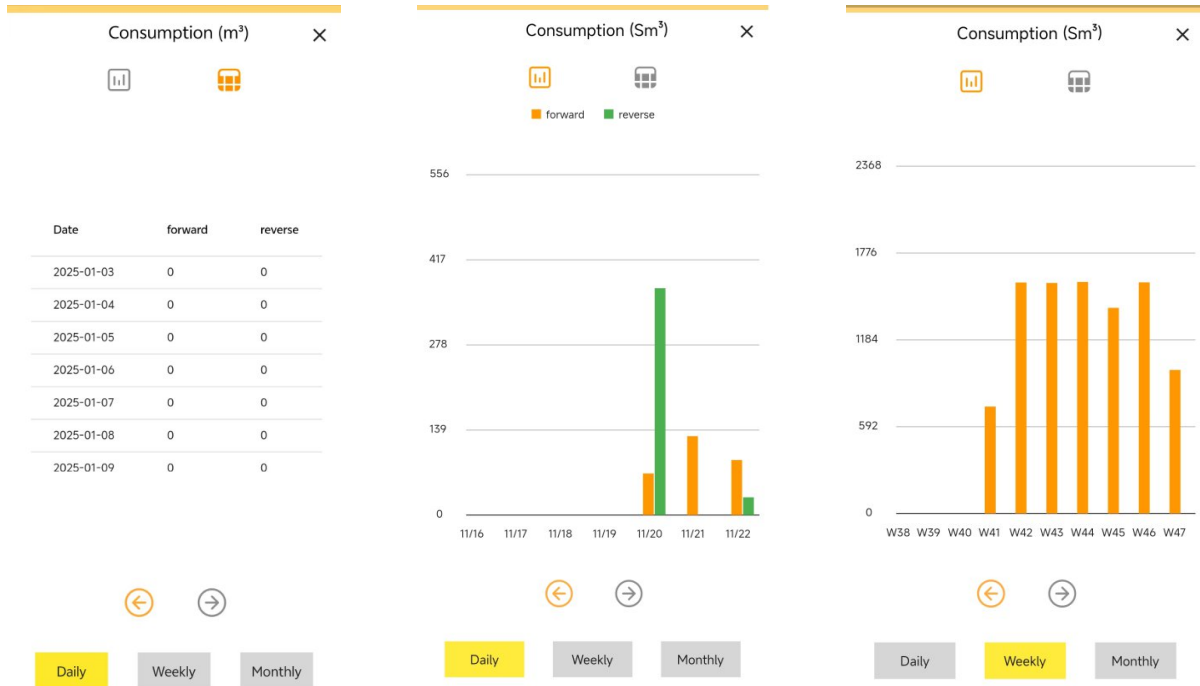 Consumption (m³)
Date forward reverse
2025-01-03 0 0
2025-01-04 0 0
2025-01-05 0 0
2025-01-06 0 0
2025-01-07 0 0
2025-01-08 0 0
2025-01-09 0 0
Daily Weekly Monthly
Consumption (Sm³)
forward reverse
556
417
278
139
0
11/16 11/17 11/18 11/19 11/20 11/21 11/22
Daily Weekly Monthly
Consumption (Sm³)
2368
1776
1184
592
0
W38 W39 W40 W41 W42 W43 W44 W45 W46 W47
Daily Weekly Monthly